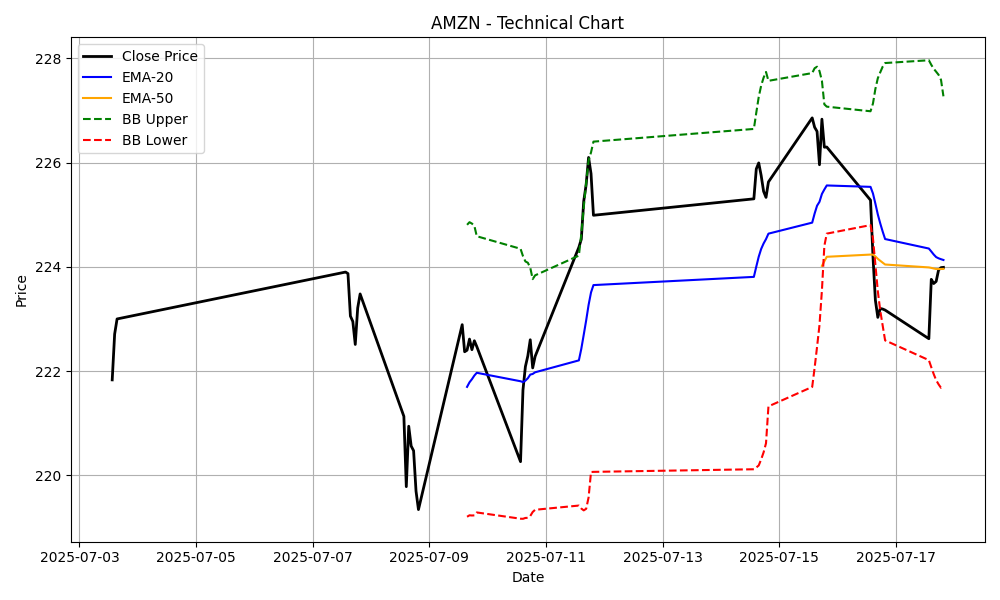 AMZN - Technical Chart
Close Price
EMA-20
EMA-50
BB Upper
BB Lower
Price
228
226
224
222
220
2025-07-03 2025-07-05 2025-07-07 2025-07-09 2025-07-11 2025-07-13 2025-07-15 2025-07-17
Date